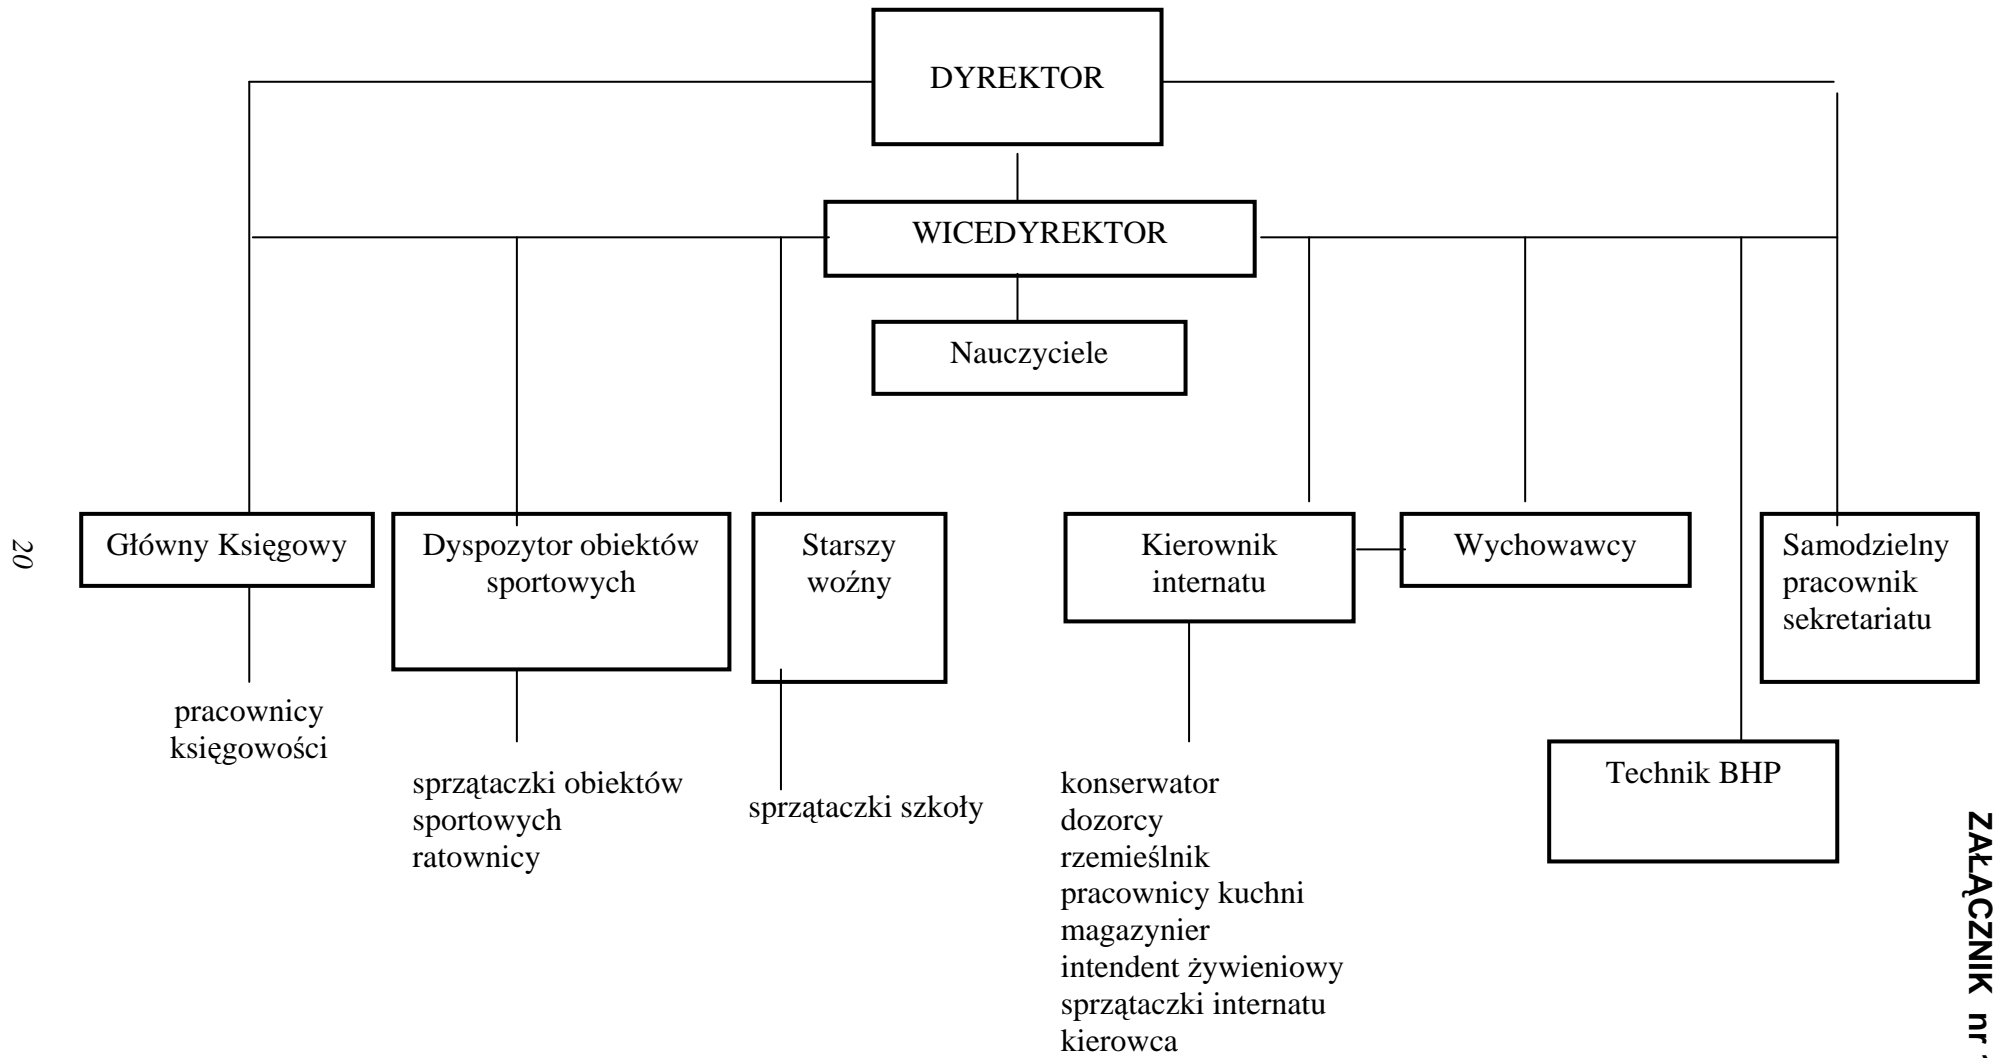 DYREKTOR
WICEDYREKTOR
Nauczyciele
Główny Księgowy
Dyspozytor obiektów
sportowych
Starszy
woźny
Kierownik
internatu
Wychowawcy
Samodzielny
pracownik
sekretariatu
pracownicy
księgowości
sprzątaczki obiektów
sportowych
ratownicy
sprzątaczki szkoły
konserwator
dozorcy
rzemieślnik
pracownicy kuchni
magazynier
intendent żywieniowy
sprzątaczki internatu
kierowca
Technik BHP
20
ZAŁĄCZNIK nr